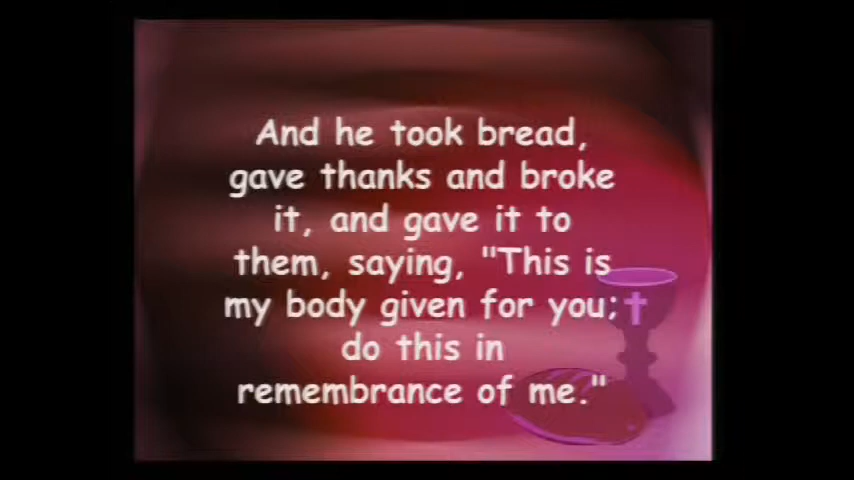 And he took bread,
gave thanks and broke
it, and gave it to
them, saying, "This is
my body given for you;
do this in
remembrance of me."